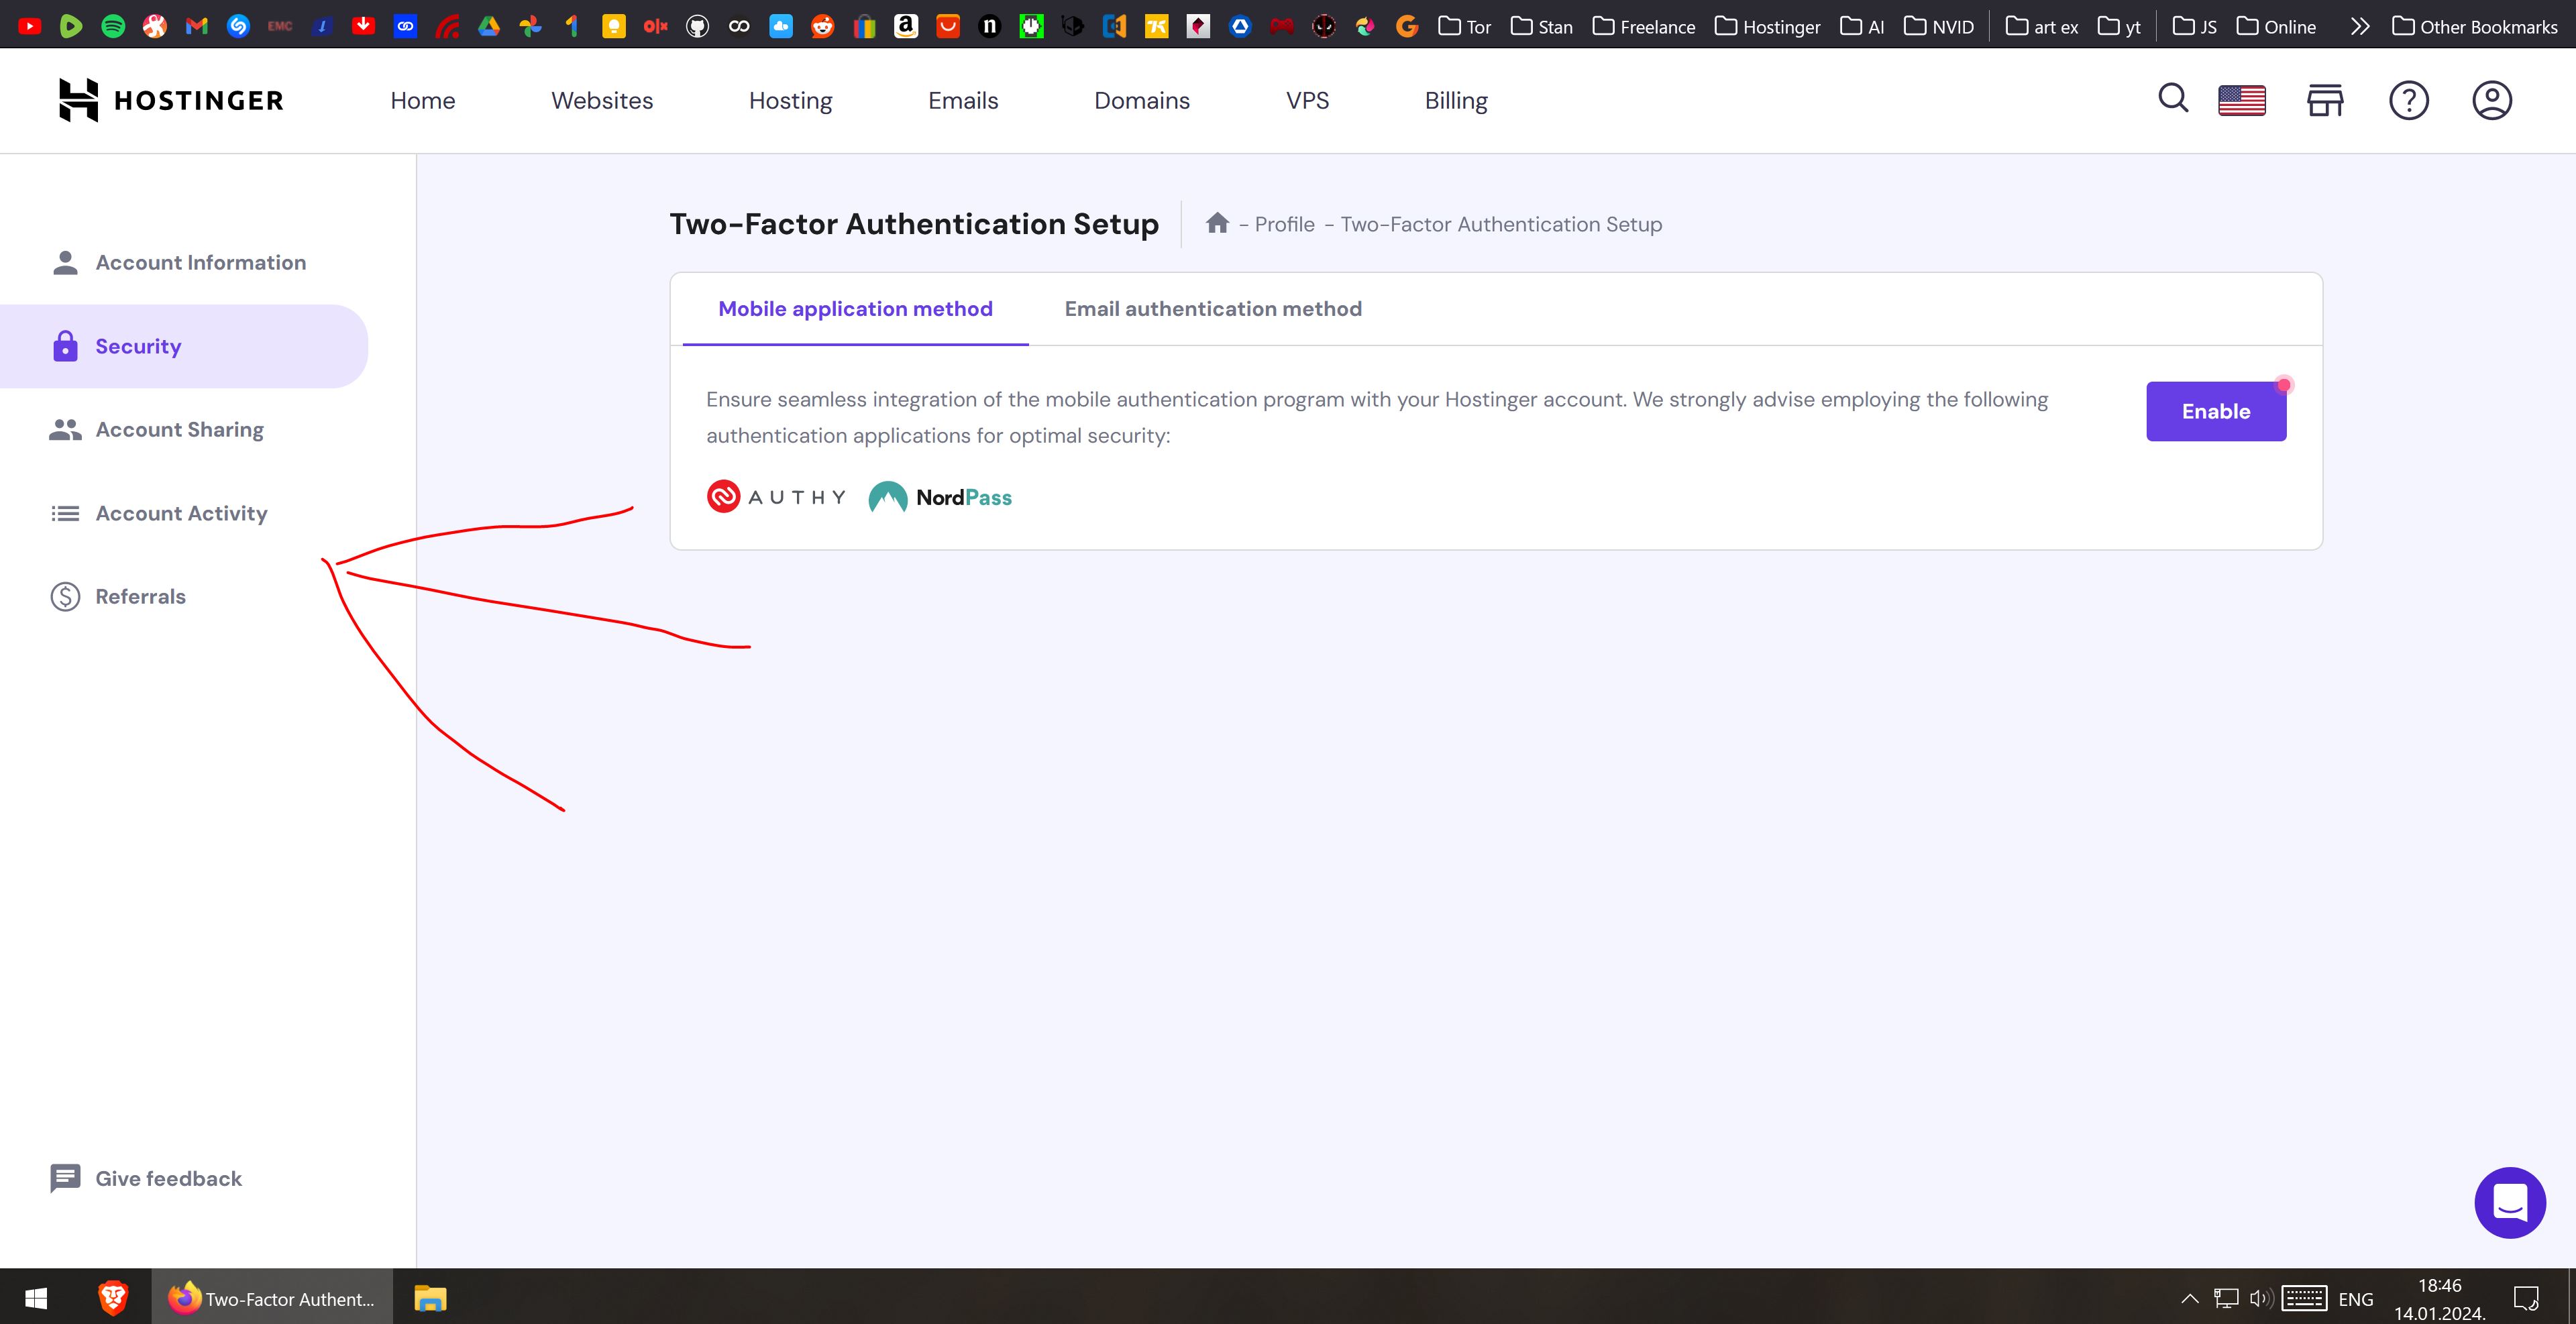 EMC olx Tor Stan Freelance Hostinger AI NVID art ex yt JS Online Other Bookmarks
HOSTINGER Home Websites Hosting Emails Domains VPS Billing
Two-Factor Authentication Setup - Profile - Two-Factor Authentication Setup
Account Information
Security
Account Sharing
Account Activity
Referrals
Give feedback
Mobile application method Email authentication method
Ensure seamless integration of the mobile authentication program with your Hostinger account. We strongly advise employing the following
authentication applications for optimal security:
Enable
AUTHY NordPass
Two-Factor Authent...
ENG
18:46
14.01.2024.